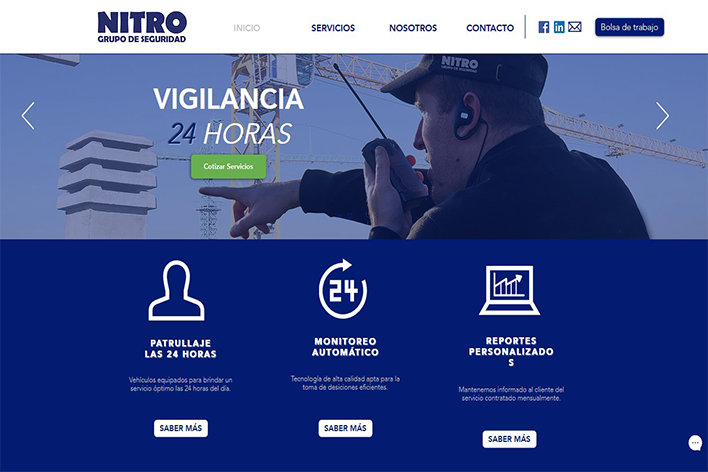 NITRO
GRUPO DE SEGURIDAD
INICIO
SERVICIOS
NOSOTROS
CONTACTO
Bolsa de trabajo
NITRO
GRUPO DE SEGURIDAD
VIGILANCIA
24 HORAS
Cotizar Servicios
24
PATRULLAJE
LAS 24 HORAS
Vehículos equipados para brindar un
servicio óptimo las 24 horas del día.
SABER MÁS
MONITOREO
AUTOMÁTICO
Tecnología de alta calidad apta para la
toma de desiciones eficientes.
SABER MÁS
REPORTES
PERSONALIZADO
S
Mantenemos informado al cliente del
servicio contratado mensualmente.
SABER MÁS